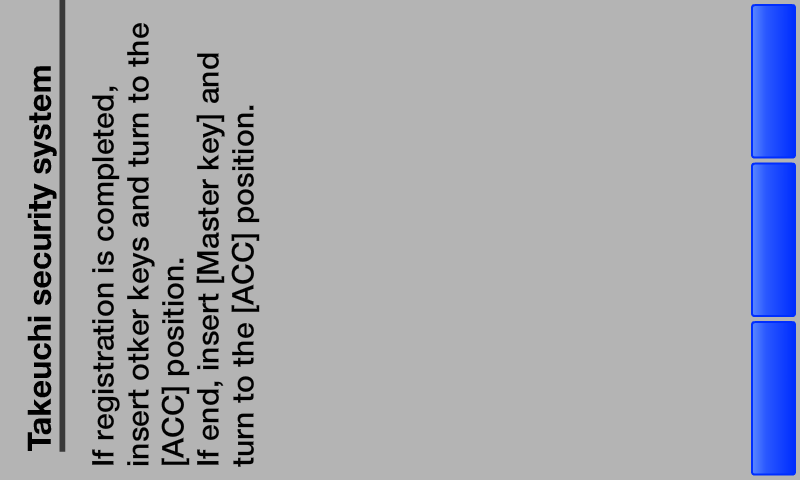 Takeuchi security system
If registration is completed,
insert otker keys and turn to the
[ACC] position.
If end, insert [Master key] and
turn to the [ACC] position.